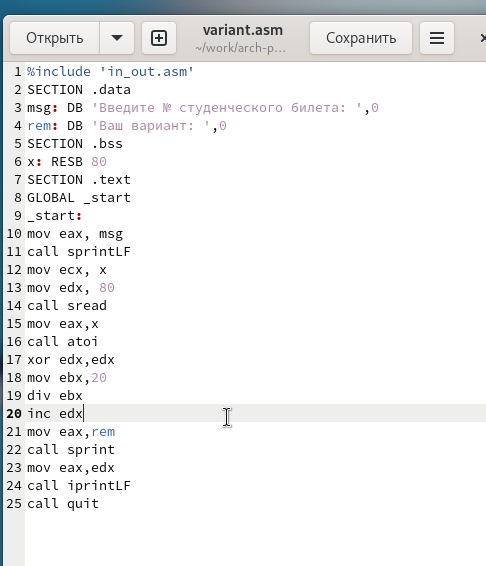 Открыть
variant.asm
~/work/arch-p...
Сохранить
1 %include 'in_out.asm'
2 SECTION .data
3 msg: DB 'Введите № студенческого билета: ',0
4 rem: DB 'Ваш вариант: ',0
5 SECTION .bss
6 x: RESB 80
7 SECTION .text
8 GLOBAL _start
9 _start:
10 mov eax, msg
11 call sprintLF
12 mov ecx, x
13 mov edx, 80
14 call sread
15 mov eax,x
16 call atoi
17 xor edx,edx
18 mov ebx,20
19 div ebx
20 inc edx
21 mov eax,rem
22 call sprint
23 mov eax,edx
24 call iprintLF
25 call quit